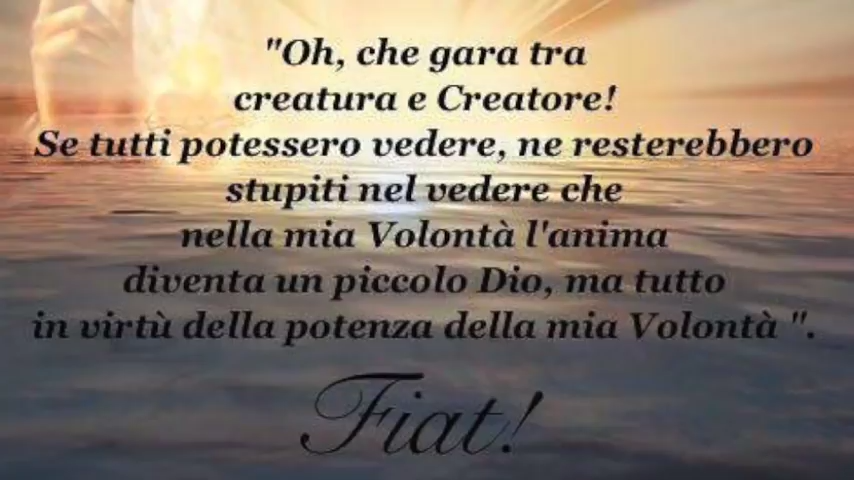 "Oh, che gara tra
creatura e Creatore!
Se tutti potessero vedere, ne resterebbero
stupiti nel vedere che
nella mia Volontà l'anima
diventa un piccolo Dio, ma tutto
in virtù della potenza della mia Volontà ".
Fiat!